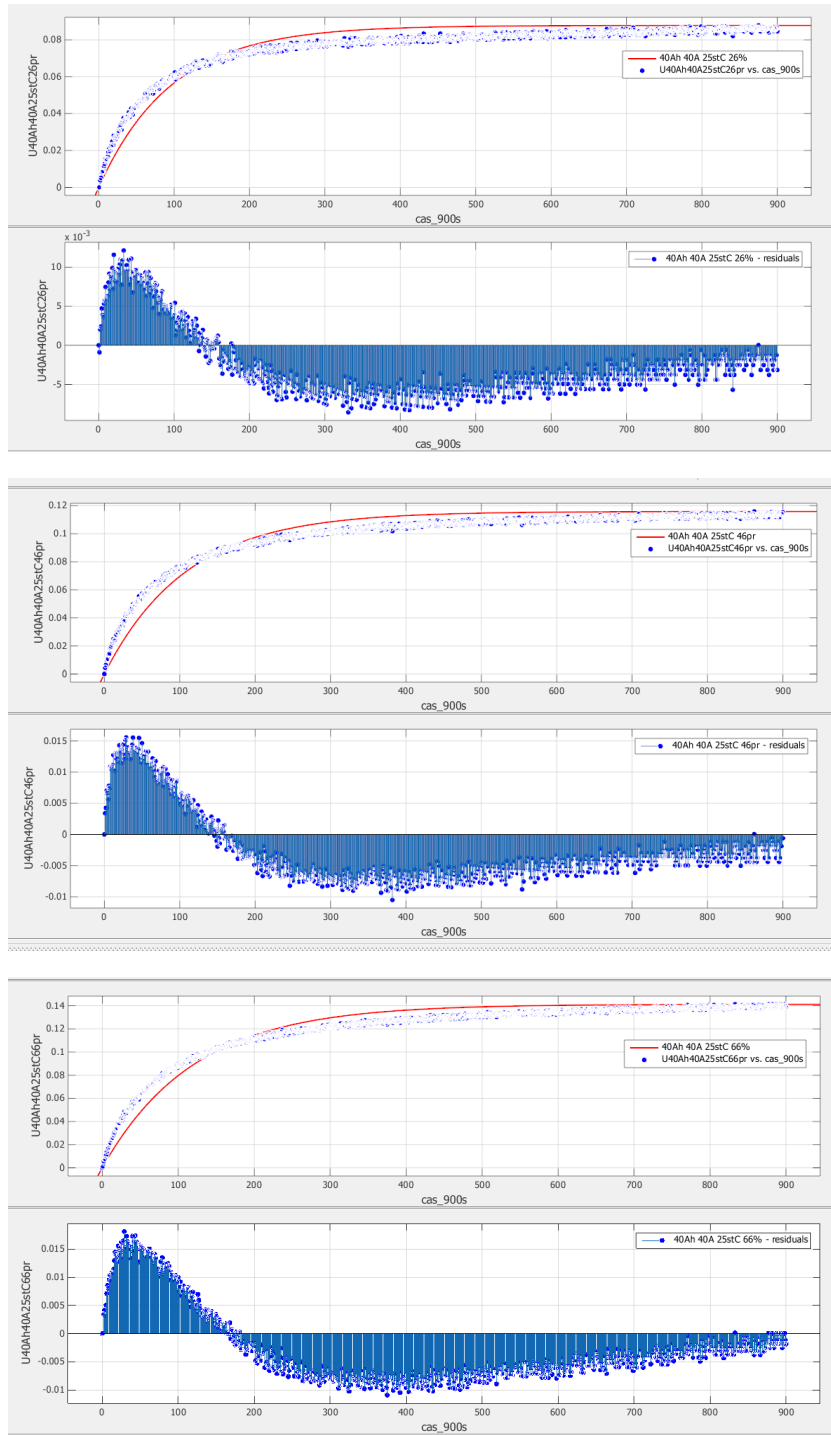 U40Ah40A25stC26pr
0.08
0.06
0.04
0.02
0
40Ah 40A 25stC 26%
U40Ah40A25stC26pr vs. cas_900s
0 100 200 300 400 500 600 700 800 900
cas_900s
x 10⁻³
U40Ah40A25stC26pr
10
5
0
-5
40Ah 40A 25stC 26% - residuals
0 100 200 300 400 500 600 700 800 900
cas_900s
U40Ah40A25stC46pr
0.12
0.1
0.08
0.06
0.04
0.02
0
40Ah 40A 25stC 46pr
U40Ah40A25stC46pr vs. cas_900s
0 100 200 300 400 500 600 700 800 900
cas_900s
U40Ah40A25stC46pr
0.015
0.01
0.005
0
-0.005
-0.01
40Ah 40A 25stC 46pr - residuals
0 100 200 300 400 500 600 700 800 900
cas_900s
U40Ah40A25stC66pr
0.14
0.12
0.1
0.08
0.06
0.04
0.02
0
40Ah 40A 25stC 66%
U40Ah40A25stC66pr vs. cas_900s
0 100 200 300 400 500 600 700 800 900
cas_900s
U40Ah40A25stC66pr
0.015
0.01
0.005
0
-0.005
-0.01
40Ah 40A 25stC 66% - residuals
0 100 200 300 400 500 600 700 800 900
cas_900s